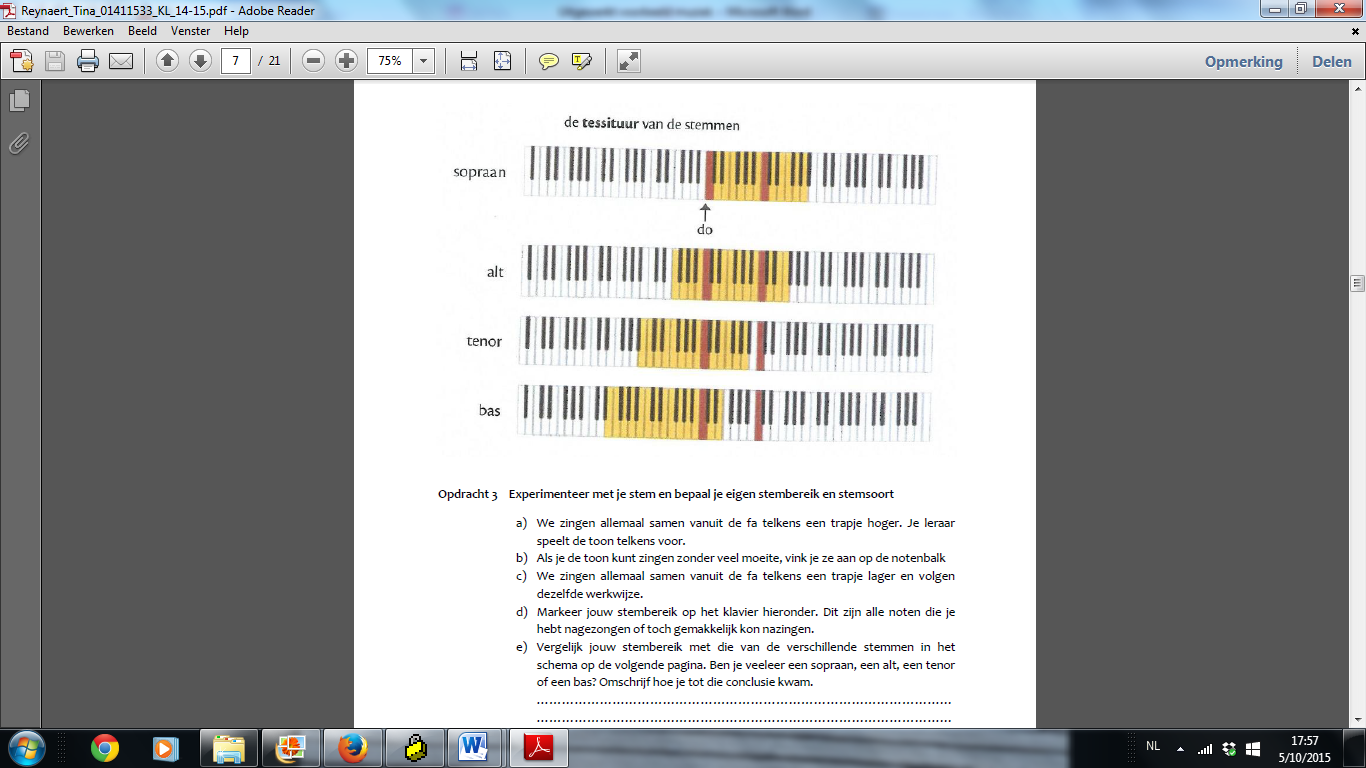 Reynaert_Tina_01411533_KL_14-15.pdf - Adobe Reader
Bestand Bewerken Beeld Venster Help
7 / 21 75% Opmerking Delen
de tessituur van de stemmen
sopraan
do
alt
tenor
bas
Opdracht 3 Experimenteer met je stem en bepaal je eigen stembereik en stemsoort
a) We zingen allemaal samen vanuit de fa telkens een trapje hoger. Je leraar
speelt de toon telkens voor.
b) Als je de toon kunt zingen zonder veel moeite, vink je ze aan op de notenbalk
c) We zingen allemaal samen vanuit de fa telkens een trapje lager en volgen
dezelfde werkwijze.
d) Markeer jouw stembereik op het klavier hieronder. Dit zijn alle noten die je
hebt nagezongen of toch gemakkelijk kon nazingen.
e) Vergelijk jouw stembereik met die van de verschillende stemmen in het
schema op de volgende pagina. Ben je veeleer een sopraan, een alt, een tenor
of een bas? Omschrijf hoe je tot die conclusie kwam.
NL
17:57
5/10/2015